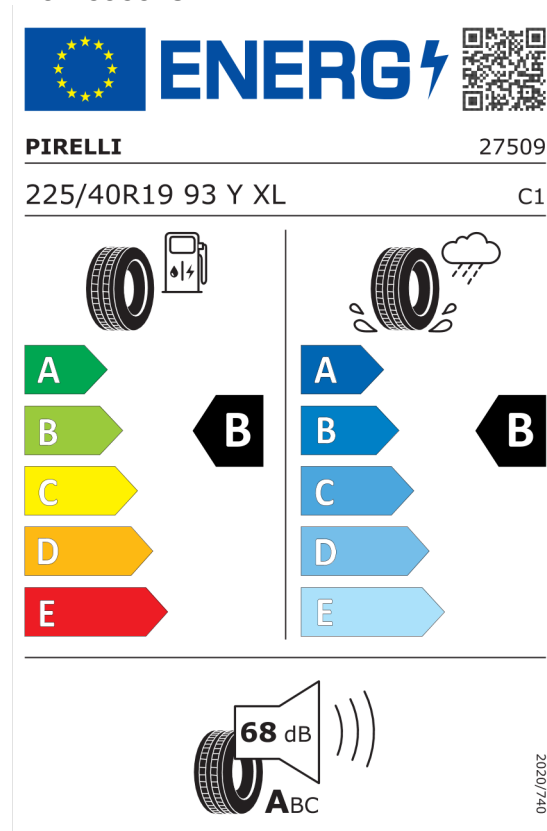 ENERG
PIRELLI 27509
225/40R19 93 Y XL C1
A A
B B B B
C C
D D
E E
68 dB
ABC
2020/740